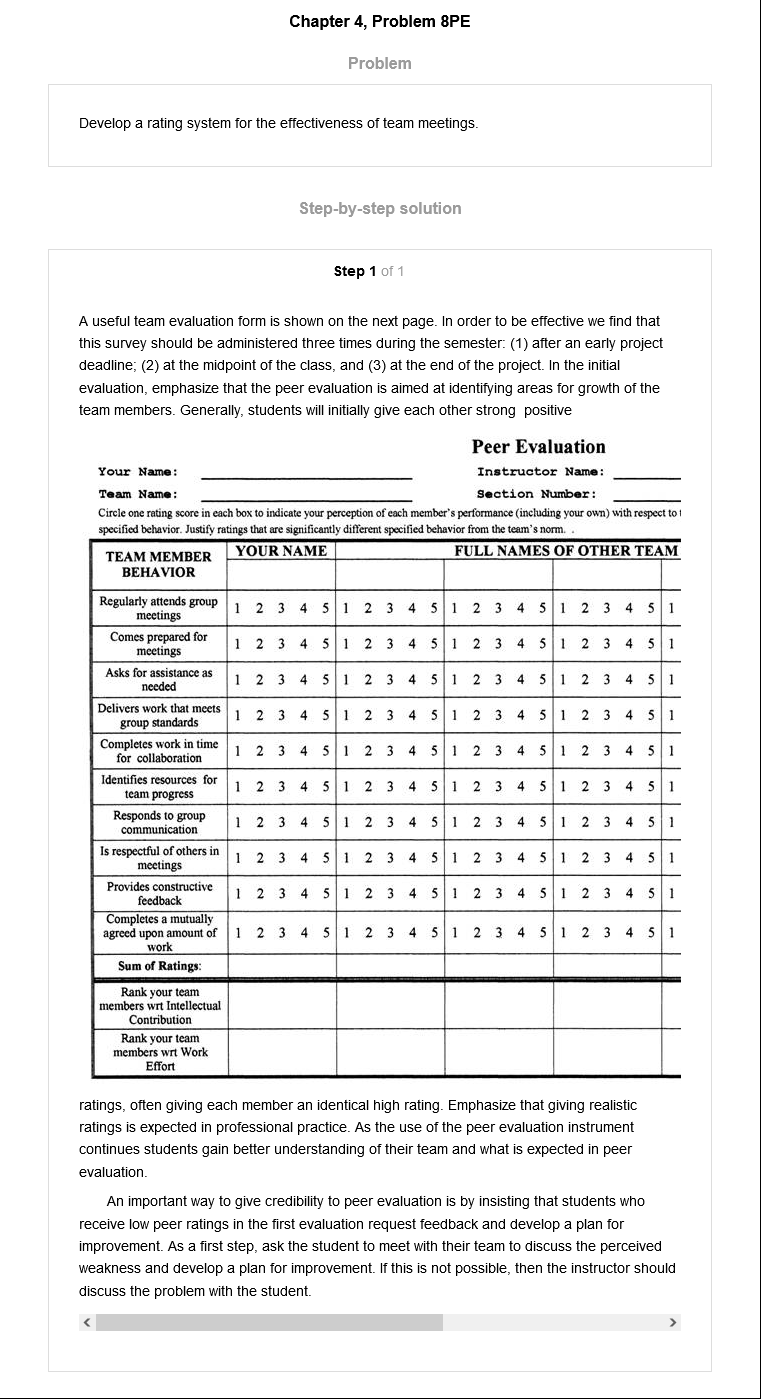 Chapter 4, Problem 8PE
Problem
Develop a rating system for the effectiveness of team meetings.
Step-by-step solution
Step 1 of 1
A useful team evaluation form is shown on the next page. In order to be effective we find that
this survey should be administered three times during the semester: (1) after an early project
deadline; (2) at the midpoint of the class, and (3) at the end of the project. In the initial
evaluation, emphasize that the peer evaluation is aimed at identifying areas for growth of the
team members. Generally, students will initially give each other strong positive
Peer Evaluation
Your Name: Instructor Name:
Team Name: Section Number:
Circle one rating score in each box to indicate your perception of each member's performance (including your own) with respect to
specified behavior. Justify ratings that are significantly different specified behavior from the team's norm. .
TEAM MEMBER YOUR NAME FULL NAMES OF OTHER TEAM
BEHAVIOR
Regularly attends group
meetings 1 2 3 4 5 1 2 3 4 5 1 2 3 4 5 1 2 3 4 5 1
Comes prepared for
meetings 1 2 3 4 5 1 2 3 4 5 1 2 3 4 5 1 2 3 4 5 1
Asks for assistance as
needed 1 2 3 4 5 1 2 3 4 5 1 2 3 4 5 1 2 3 4 5 1
Delivers work that meets
group standards 1 2 3 4 5 1 2 3 4 5 1 2 3 4 5 1 2 3 4 5 1
Completes work in time
for collaboration 1 2 3 4 5 1 2 3 4 5 1 2 3 4 5 1 2 3 4 5 1
Identifies resources for
team progress 1 2 3 4 5 1 2 3 4 5 1 2 3 4 5 1 2 3 4 5 1
Responds to group
communication 1 2 3 4 5 1 2 3 4 5 1 2 3 4 5 1 2 3 4 5 1
Is respectful of others in
meetings 1 2 3 4 5 1 2 3 4 5 1 2 3 4 5 1 2 3 4 5 1
Provides constructive
feedback 1 2 3 4 5 1 2 3 4 5 1 2 3 4 5 1 2 3 4 5 1
Completes a mutually
agreed upon amount of 1 2 3 4 5 1 2 3 4 5 1 2 3 4 5 1 2 3 4 5 1
work
Sum of Ratings:
Rank your team
members wrt Intellectual
Contribution
Rank your team
members wrt Work
Effort
ratings, often giving each member an identical high rating. Emphasize that giving realistic
ratings is expected in professional practice. As the use of the peer evaluation instrument
continues students gain better understanding of their team and what is expected in peer
evaluation.
An important way to give credibility to peer evaluation is by insisting that students who
receive low peer ratings in the first evaluation request feedback and develop a plan for
improvement. As a first step, ask the student to meet with their team to discuss the perceived
weakness and develop a plan for improvement. If this is not possible, then the instructor should
discuss the problem with the student.